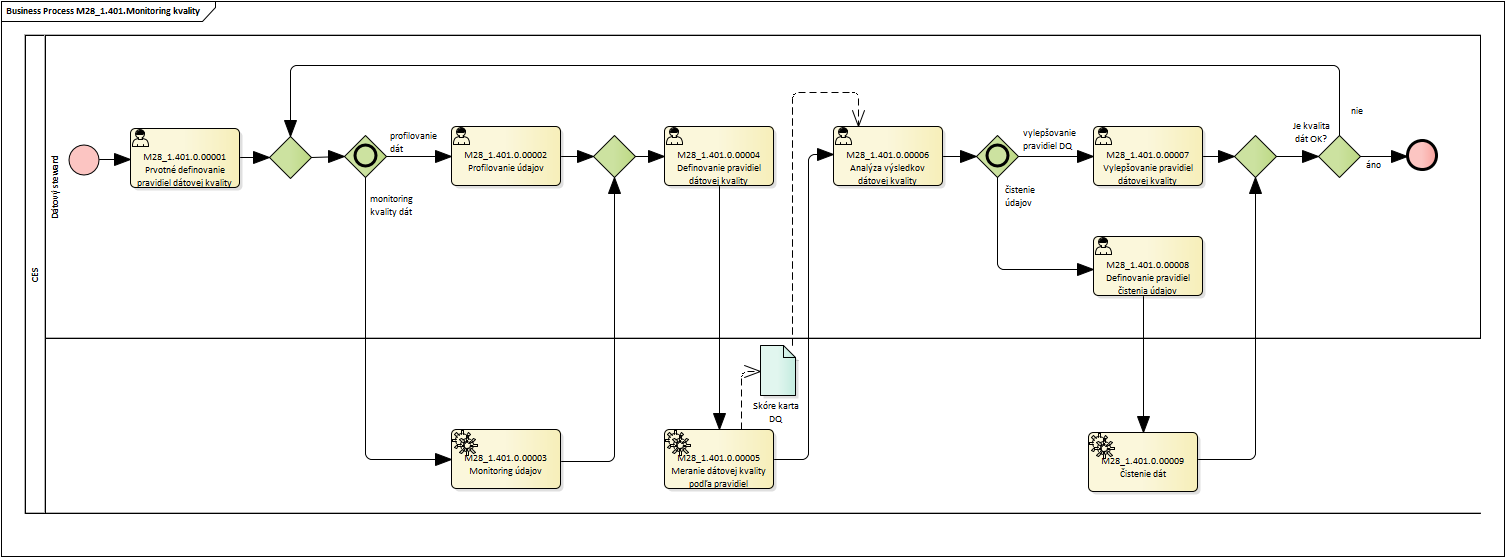 Business Process M28_1.401.Monitoring kvality
CES
Dátový steward
M28_1.401.0.00001
Prvotné definovanie
pravidiel dátovej kvality
profilovanie
dát
monitoring
kvality dát
M28_1.401.0.00002
Profilovanie údajov
M28_1.401.0.00004
Definovanie pravidiel
dátovej kvality
M28_1.401.0.00006
Analýza výsledkov
dátovej kvality
vylepšovanie
pravidiel DQ
čistenie
údajov
M28_1.401.0.00007
Vylepšovanie pravidiel
dátovej kvality
M28_1.401.0.00008
Definovanie pravidiel
čistenia údajov
Je kvalita
dát OK?
nie
áno
Skóre karta
DQ
M28_1.401.0.00003
Monitoring údajov
M28_1.401.0.00005
Meranie dátovej kvality
podľa pravidiel
M28_1.401.0.00009
Čistenie dát